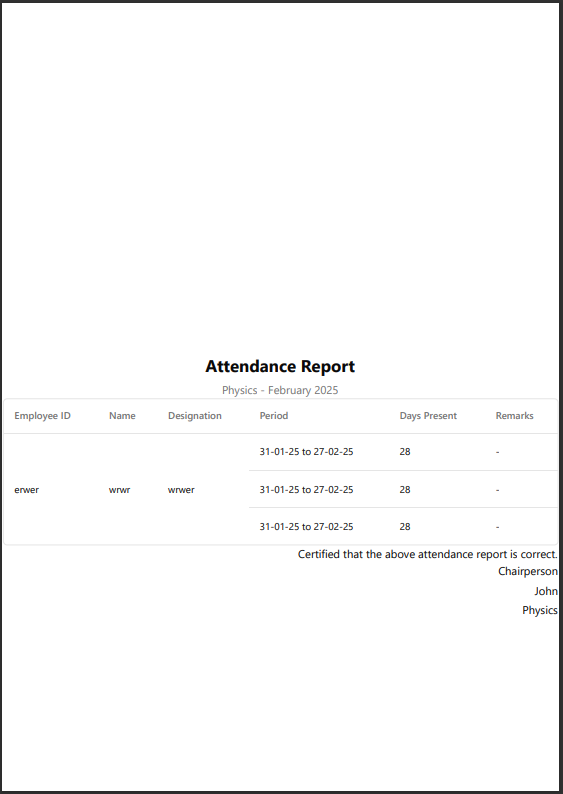 Attendance Report
Physics - February 2025
Employee ID Name Designation Period Days Present Remarks
31-01-25 to 27-02-25 28 -
erwer wrwr wrwer 31-01-25 to 27-02-25 28 -
31-01-25 to 27-02-25 28 -
Certified that the above attendance report is correct.
Chairperson
John
Physics